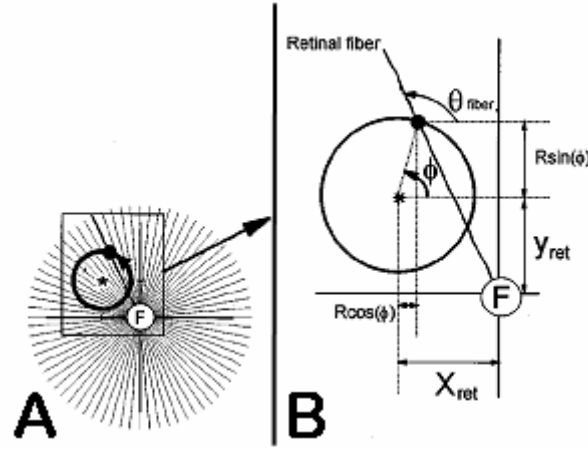 Retinal fiber
θ fiber
Rsin(ϕ)
ϕ
y ret
F
Rcos(ϕ)
X ret
F
A
B